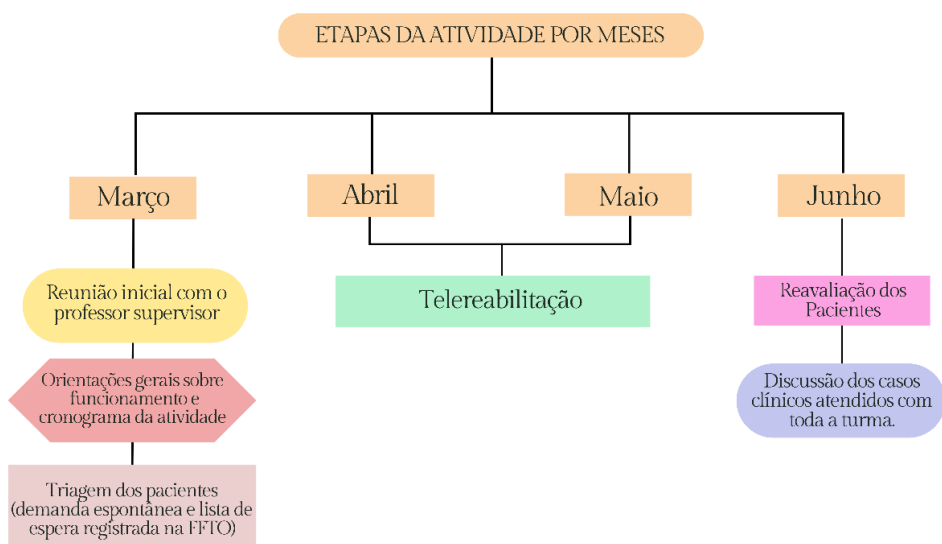 ETAPAS DA ATIVIDADE POR MESES
Março
Abril
Maio
Junho
Reunião inicial com o
professor supervisor
Orientações gerais sobre
funcionamento e
cronograma da atividade
Triagem dos pacientes
(demanda espontânea e lista de
espera registrada na FFTO)
Telereabilitação
Reavaliação dos
Pacientes
Discussão dos casos
clínicos atendidos com
toda a turma.